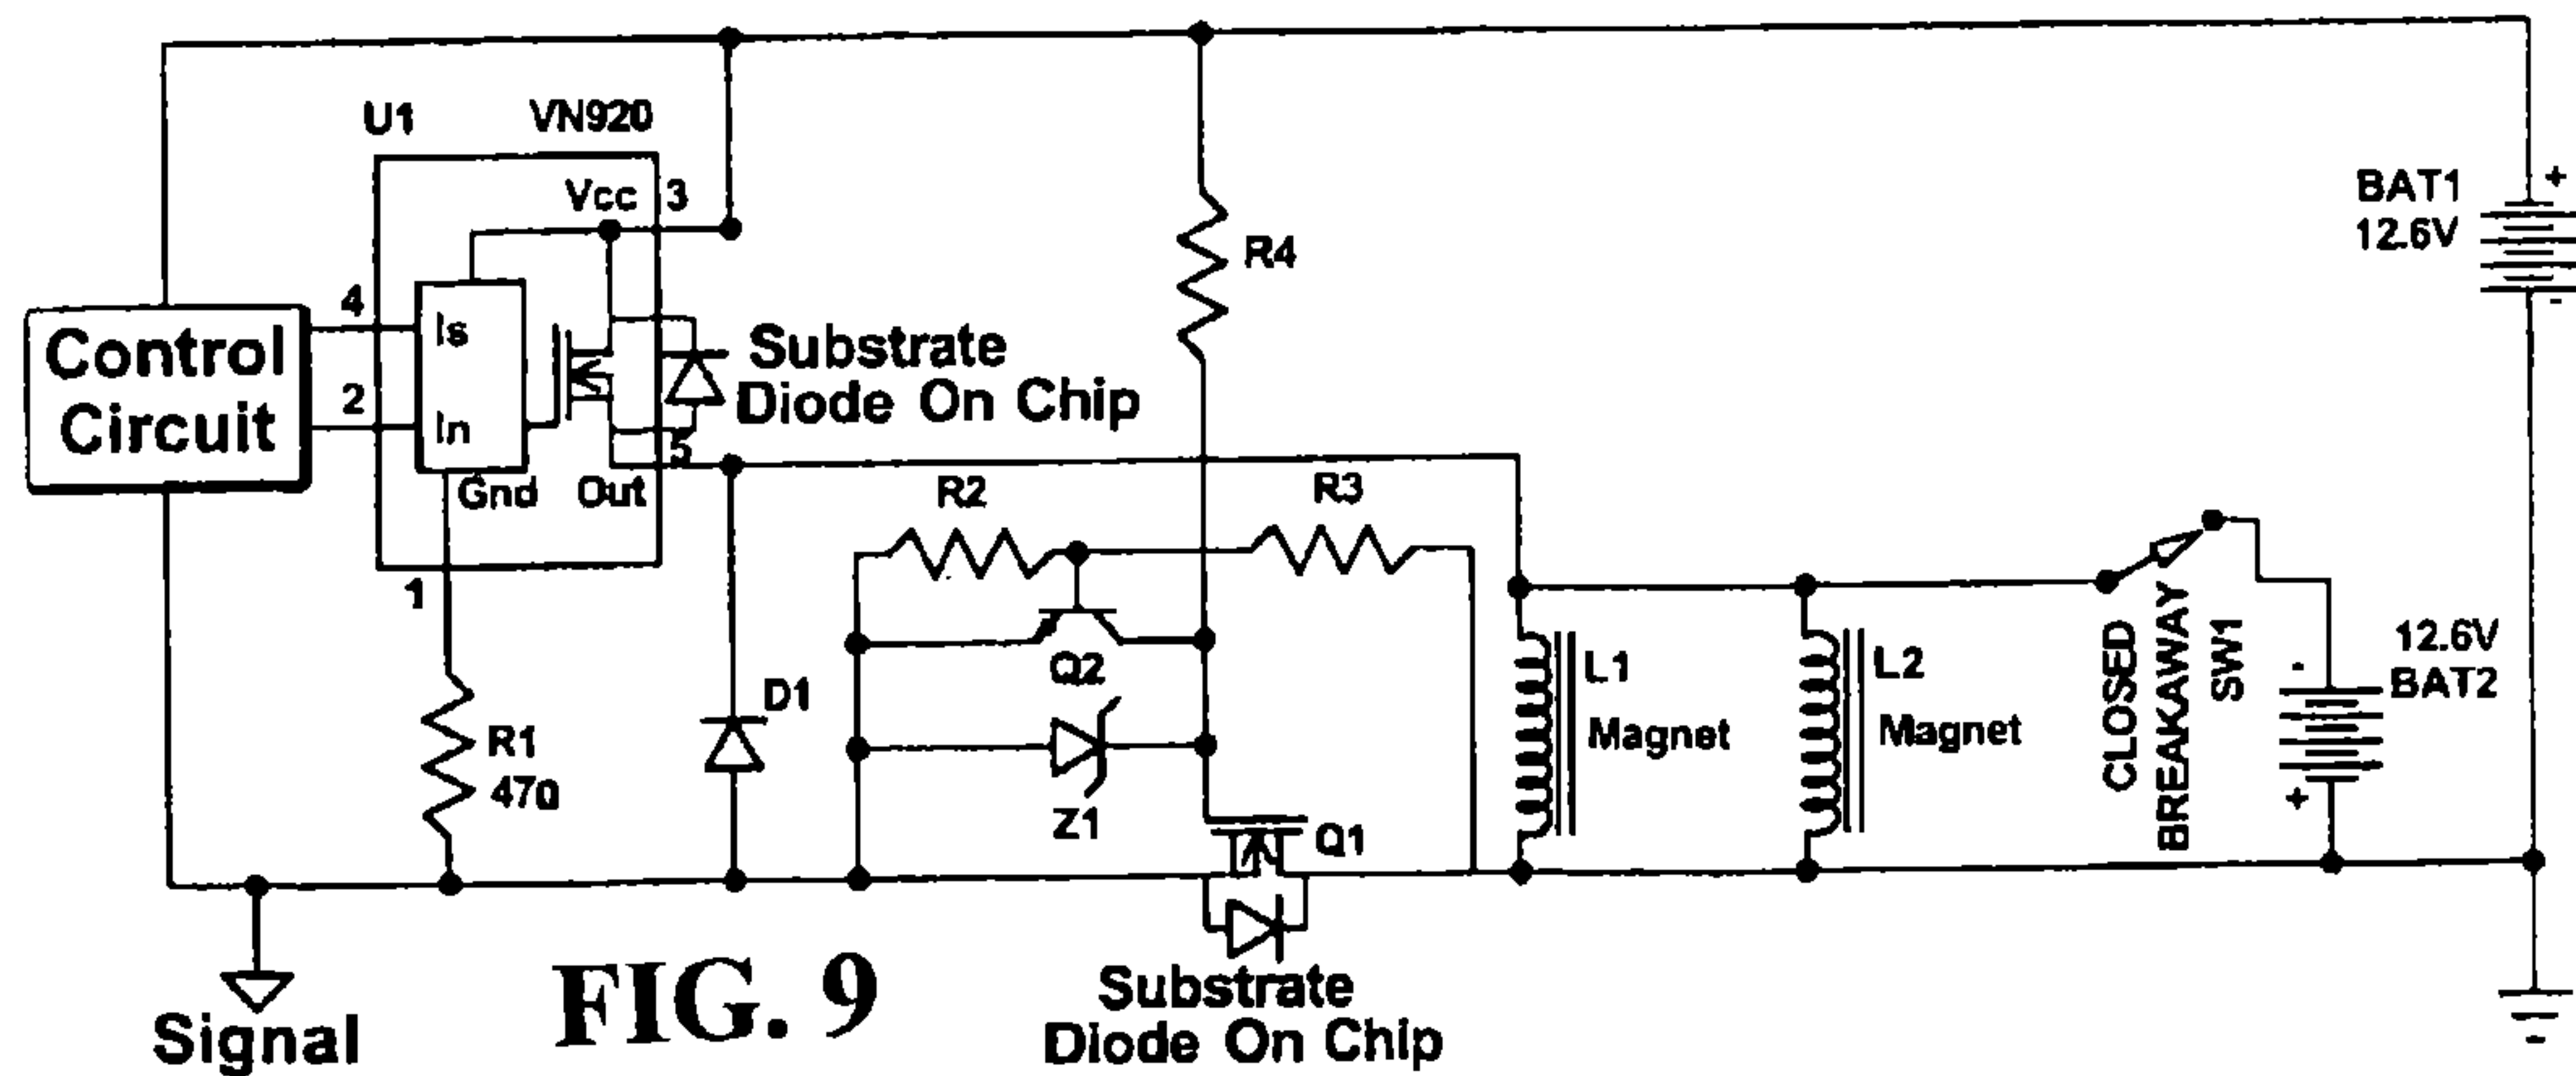 U1
VN920
Vcc
3
4
Is
Control
Circuit
2
In
Gnd
Out
5
1
Substrate
Diode On Chip
R4
BAT1
12.6V
+
-
R2
R3
Q2
D1
R1
470
Z1
Q1
L1
Magnet
L2
Magnet
CLOSED
BREAKAWAY
SW1
12.6V
BAT2
-
+
Signal
FIG. 9
Substrate
Diode On Chip